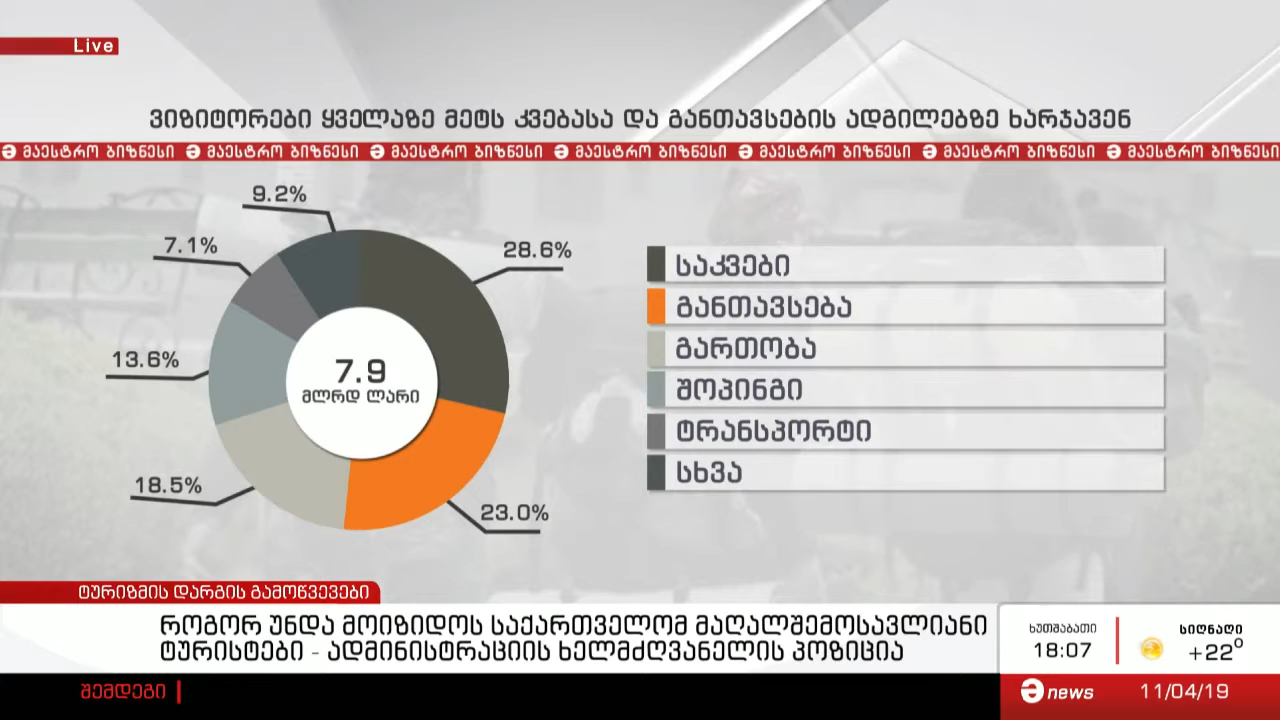 Live
ვიზიტორები ყველაზე მეტს კვებასა და განთავსების ადგილებზე ხარჯავენ
მაესტრო ბიზნესი მაესტრო ბიზნესი მაესტრო ბიზნესი მაესტრო ბიზნესი მაესტრო ბიზნესი მაესტრო ბიზნესი მაესტრო ბიზნესი
9.2%
7.1%
28.6%
13.6%
7.9
მლრდ ლარი
18.5%
23.0%
საკვები
განთავსება
გართობა
შოპინგი
ტრანსპორტი
სხვა
ტურიზმის დარგის გამოწვევები
როგორ უნდა მოიზიდოს საქართველომ მაღალშემოსავლიანი
ტურისტები - ადმინისტრაციის ხელმძღვანელის პოზიცია
ხუთშაბათი
18:07
სიღნაღი
+22°
შემდეგი
news
11/04/19